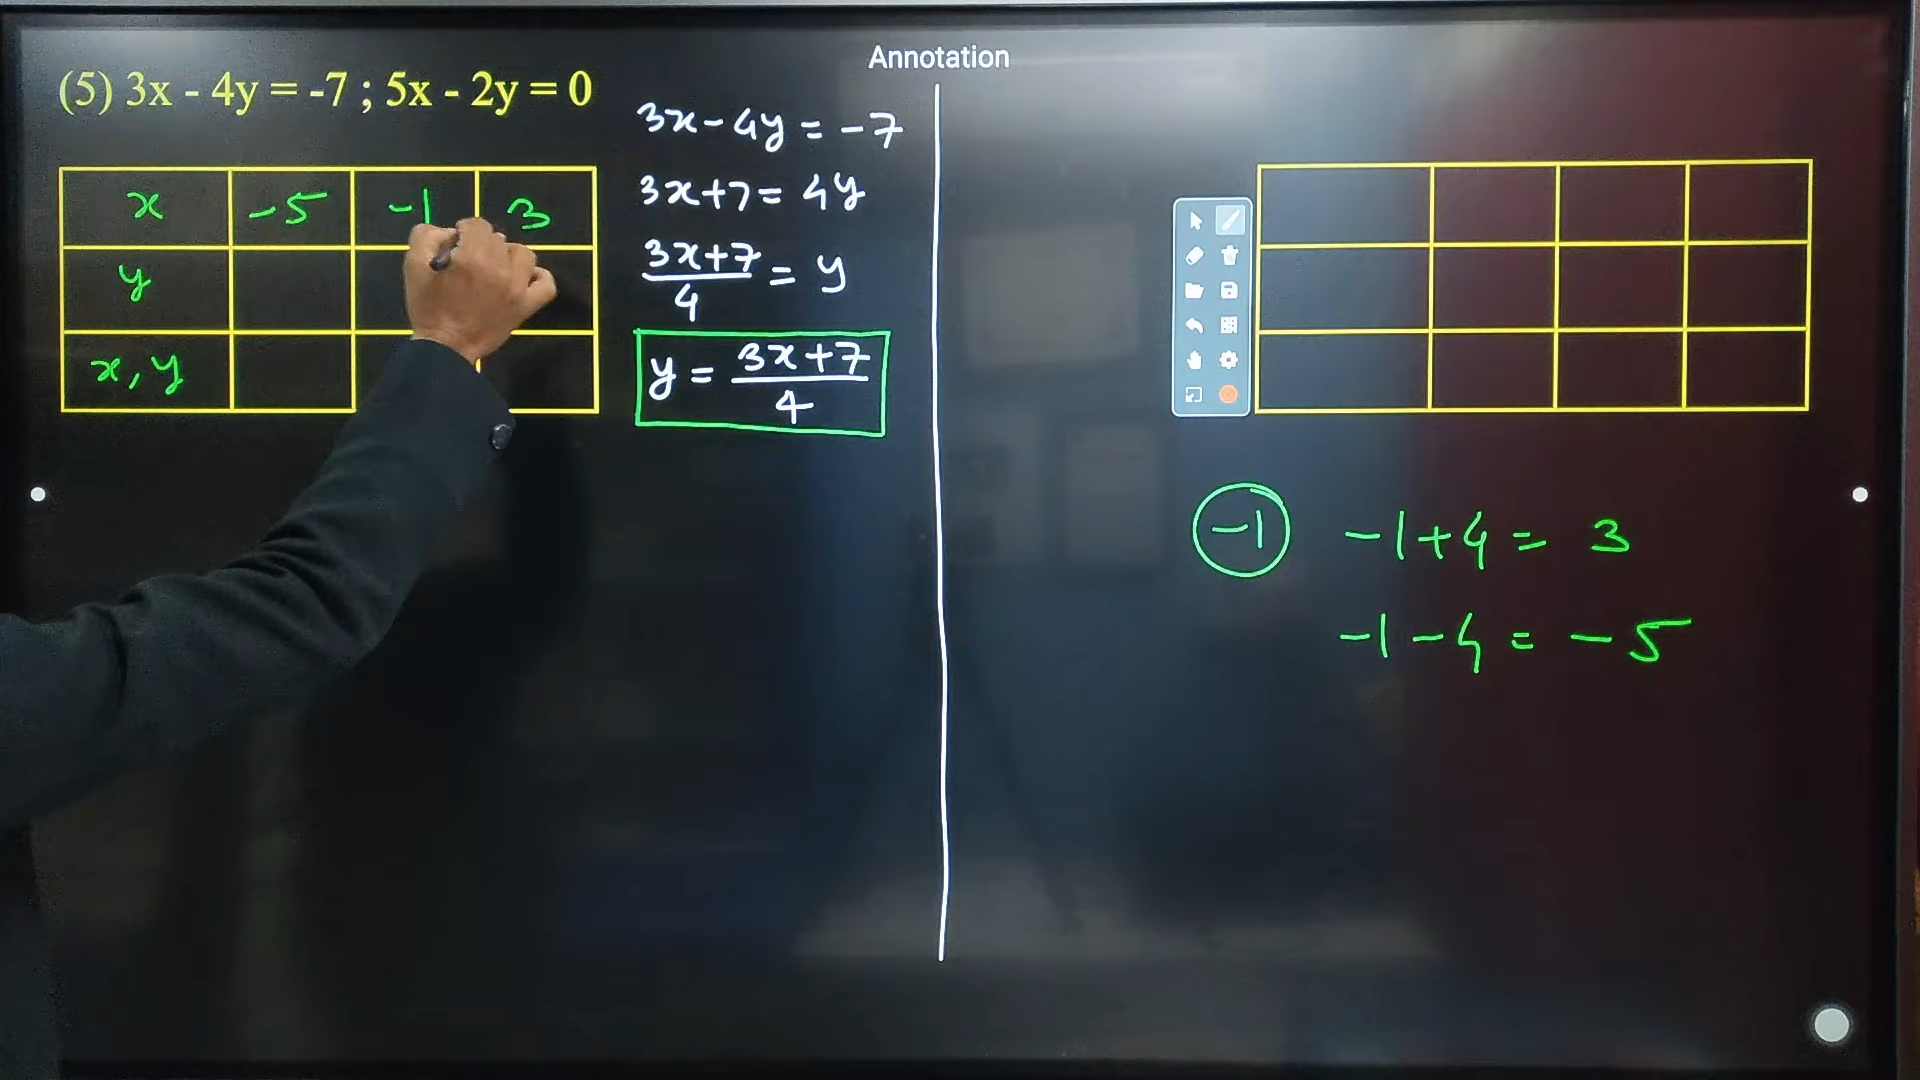 Annotation
(5) 3x - 4y = -7 ; 5x - 2y = 0
x -5 -1 3
y
x, y
3x - 4y = -7
3x + 7 = 4y
3x+7/4 = y
y = 3x+7/4
-1 -1+4 = 3
-1-4 = -5